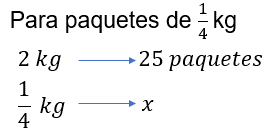 Para paquetes de 1/4 kg
2 kg → 25 paquetes
1/4 kg → x